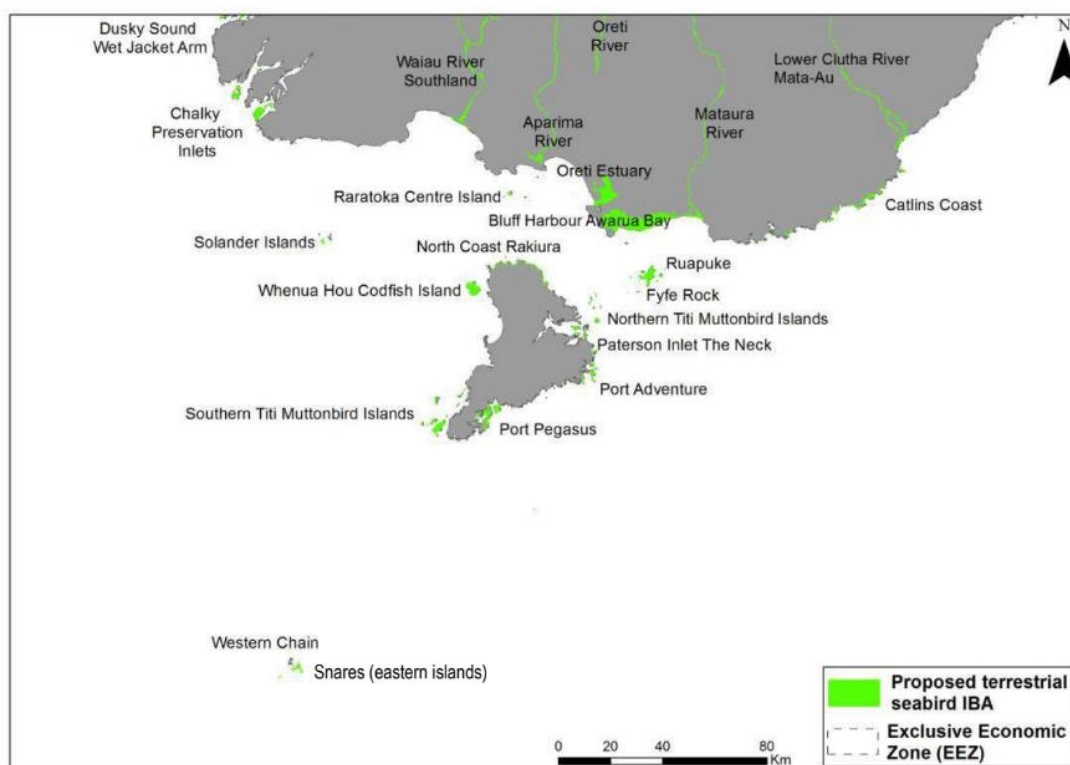 Dusky Sound
Wet Jacket Arm
Oreti
River
N
Waiau River
Southland
Lower Clutha River
Mata-Au
Chalky
Preservation
Inlets
Aparima
River
Mataura
River
Oreti Estuary
Raratoka Centre Island
Catlins Coast
Bluff Harbour Awarua Bay
Solander Islands
North Coast Rakiura
Ruapuke
Whenua Hou Codfish Island
Fyfe Rock
Northern Titi Muttonbird Islands
Paterson Inlet The Neck
Port Adventure
Southern Titi Muttonbird Islands
Port Pegasus
Western Chain
Snares (eastern islands)
Proposed terrestrial
seabird IBA
Exclusive Economic
Zone (EEZ)
0 20 40 80
Km